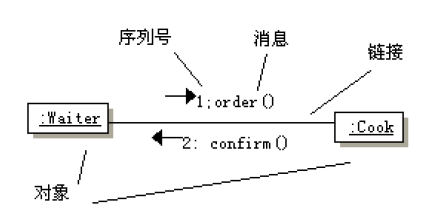 序列号
消息
链接
1;order()
:Waiter
:Cook
2: confirm()
对象